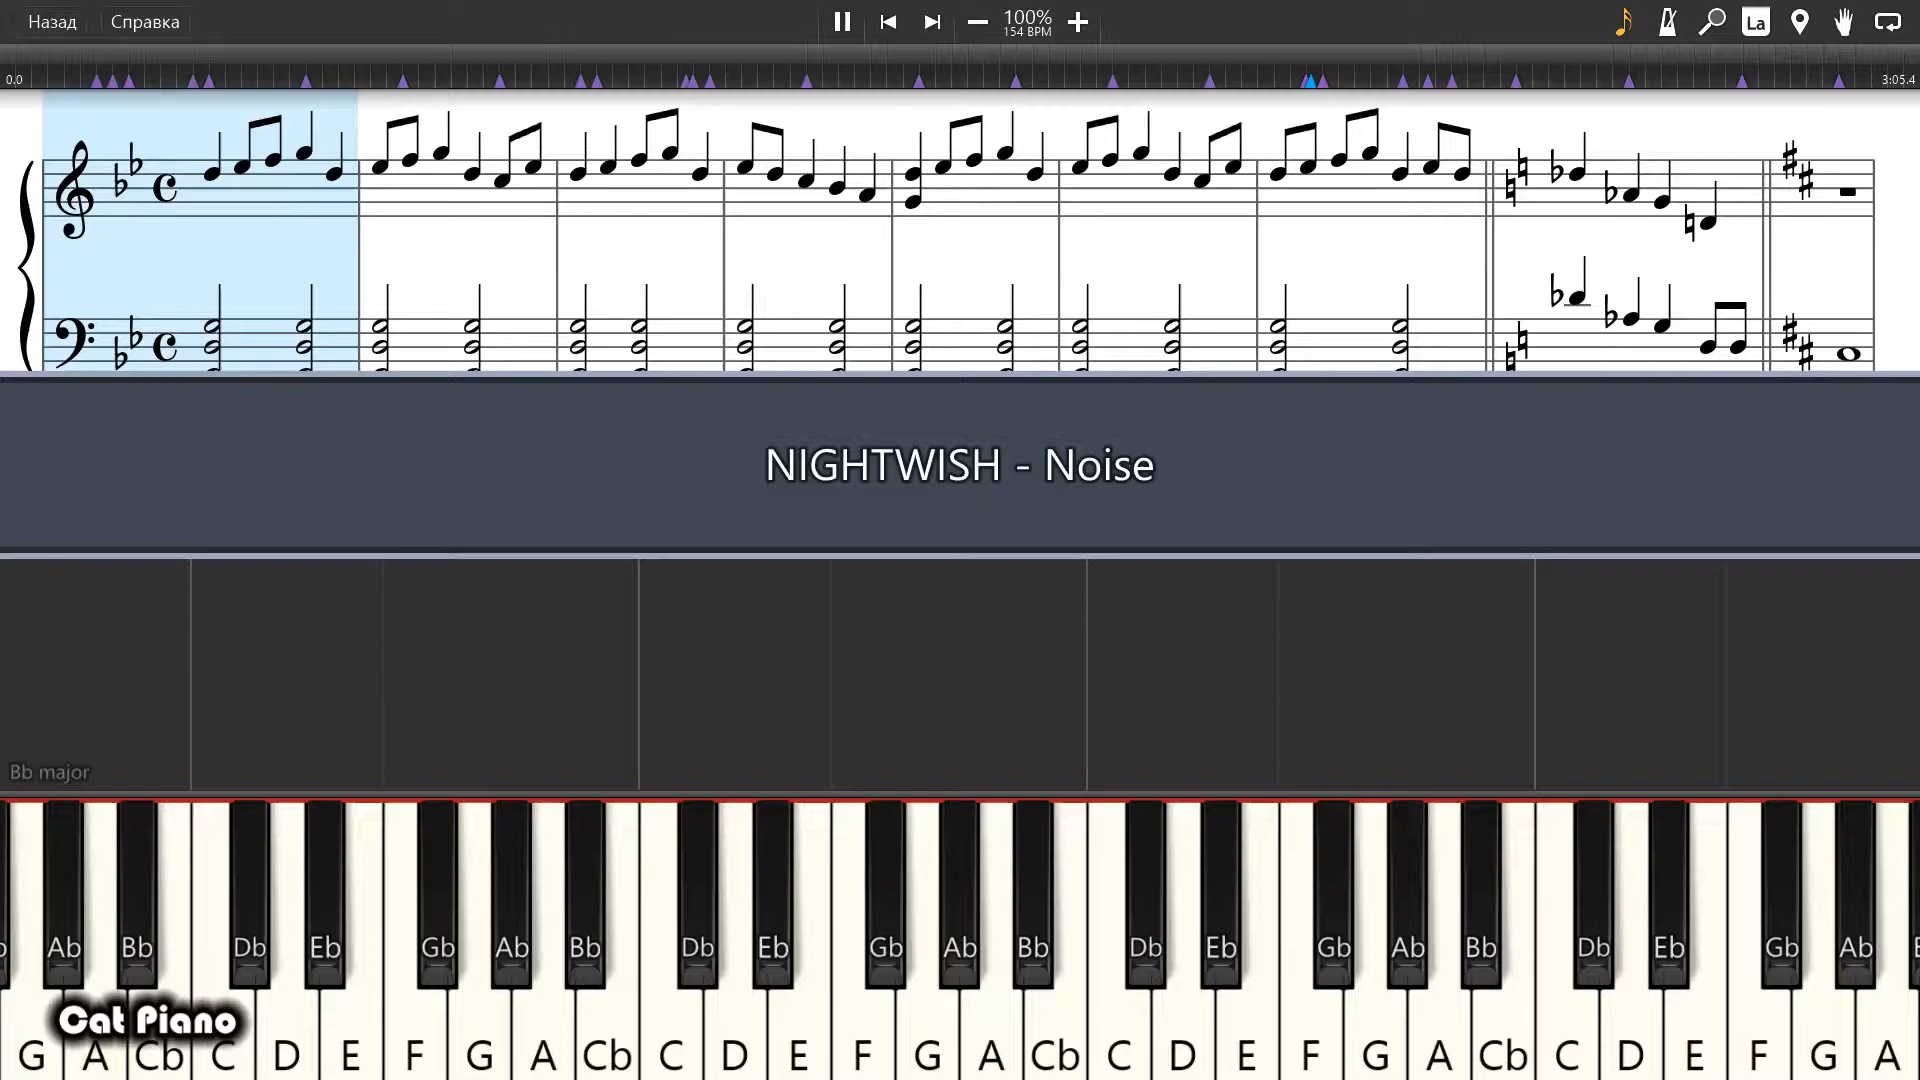 Назад Справка
100%
154 BPM
La
0.0 3:05.4
NIGHTWISH - Noise
Bb major
Ab Bb Db Eb Gb Ab Bb Db Eb Gb Ab Bb Db Eb Gb Ab Bb Db Eb Gb Ab
Cat Piano
G A Cb C D E F G A Cb C D E F G A Cb C D E F G A Cb C D E F G A